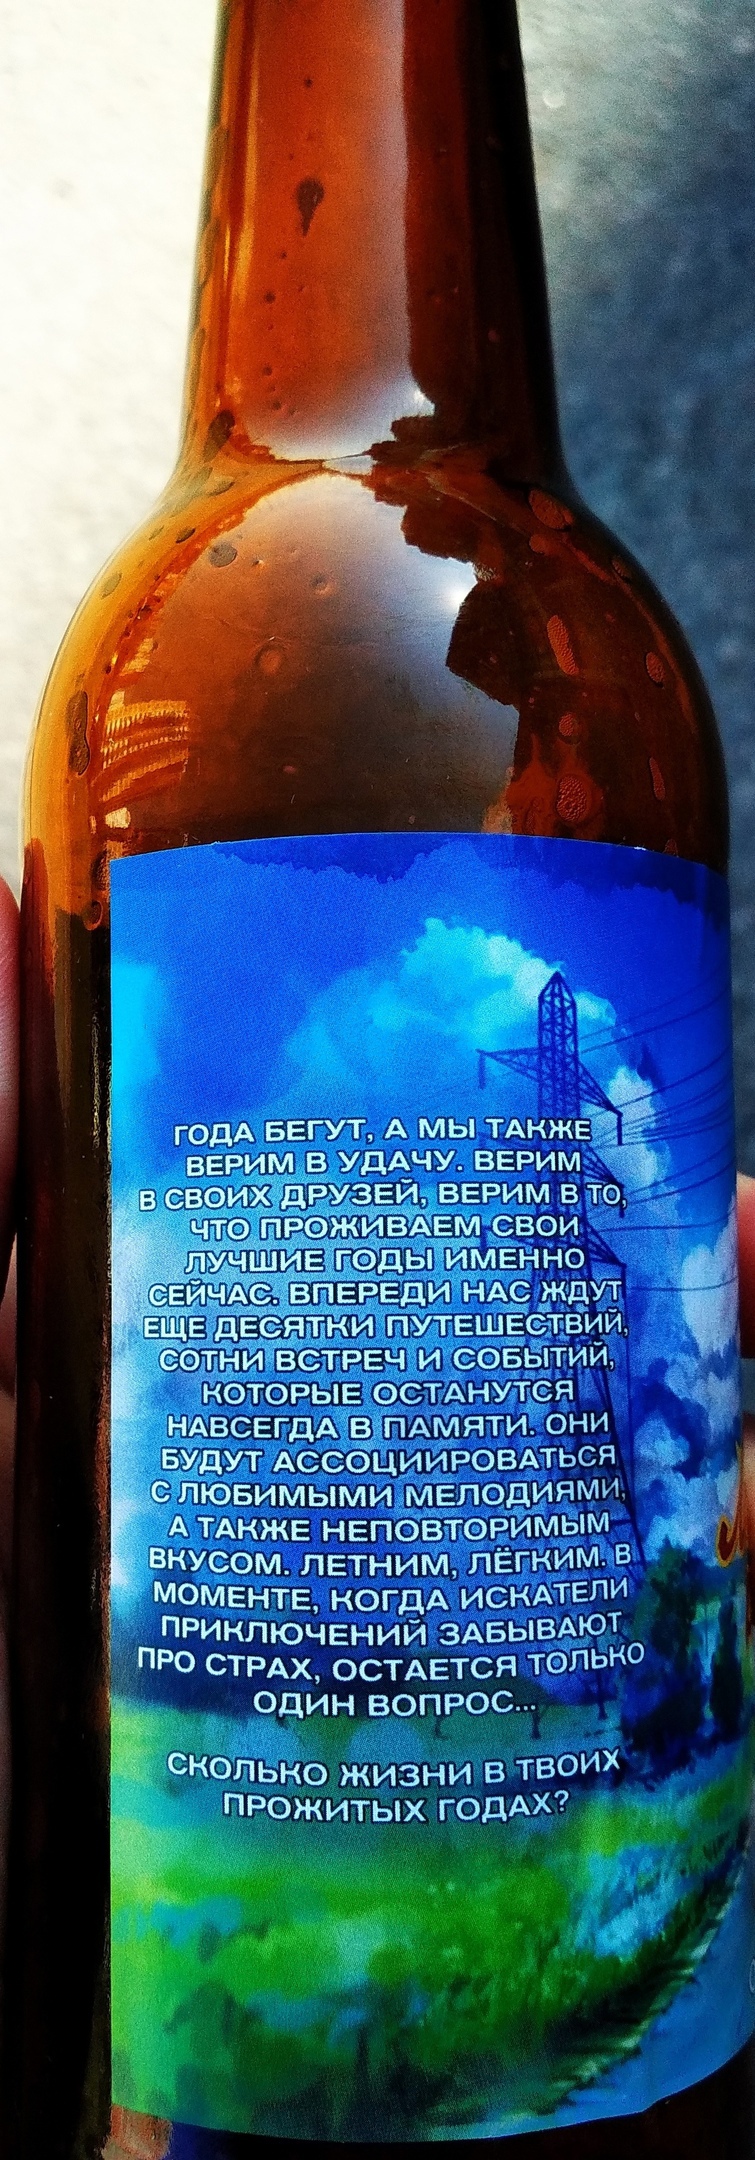 ГОДА БЕГУТ, А МЫ ТАКЖЕ
ВЕРИМ В УДАЧУ. ВЕРИМ
В СВОИХ ДРУЗЕЙ, ВЕРИМ В ТО,
ЧТО ПРОЖИВАЕМ СВОИ
ЛУЧШИЕ ГОДЫ ИМЕННО
СЕЙЧАС. ВПЕРЕДИ НАС ЖДУТ
ЕЩЕ ДЕСЯТКИ ПУТЕШЕСТВИЙ,
СОТНИ ВСТРЕЧ И СОБЫТИЙ,
КОТОРЫЕ ОСТАНУТСЯ
НАВСЕГДА В ПАМЯТИ. ОНИ
БУДУТ АССОЦИИРОВАТЬСЯ
С ЛЮБИМЫМИ МЕЛОДИЯМИ,
А ТАКЖЕ НЕПОВТОРИМЫМ
ВКУСОМ. ЛЕТНИМ, ЛЁГКИМ. В
МОМЕНТЕ, КОГДА ИСКАТЕЛИ
ПРИКЛЮЧЕНИЙ ЗАБЫВАЮТ
ПРО СТРАХ, ОСТАЕТСЯ ТОЛЬКО
ОДИН ВОПРОС...
СКОЛЬКО ЖИЗНИ В ТВОИХ
ПРОЖИТЫХ ГОДАХ?